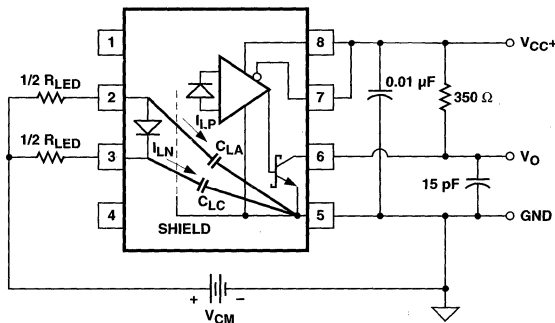 1
8
V_CC+
1/2 R_LED
0.01 µF
2
7
350 Ω
I_LP
1/2 R_LED
I_LN
C_LA
3
6
V_O
C_LC
15 pF
4
5
GND
SHIELD
+
−
V_CM